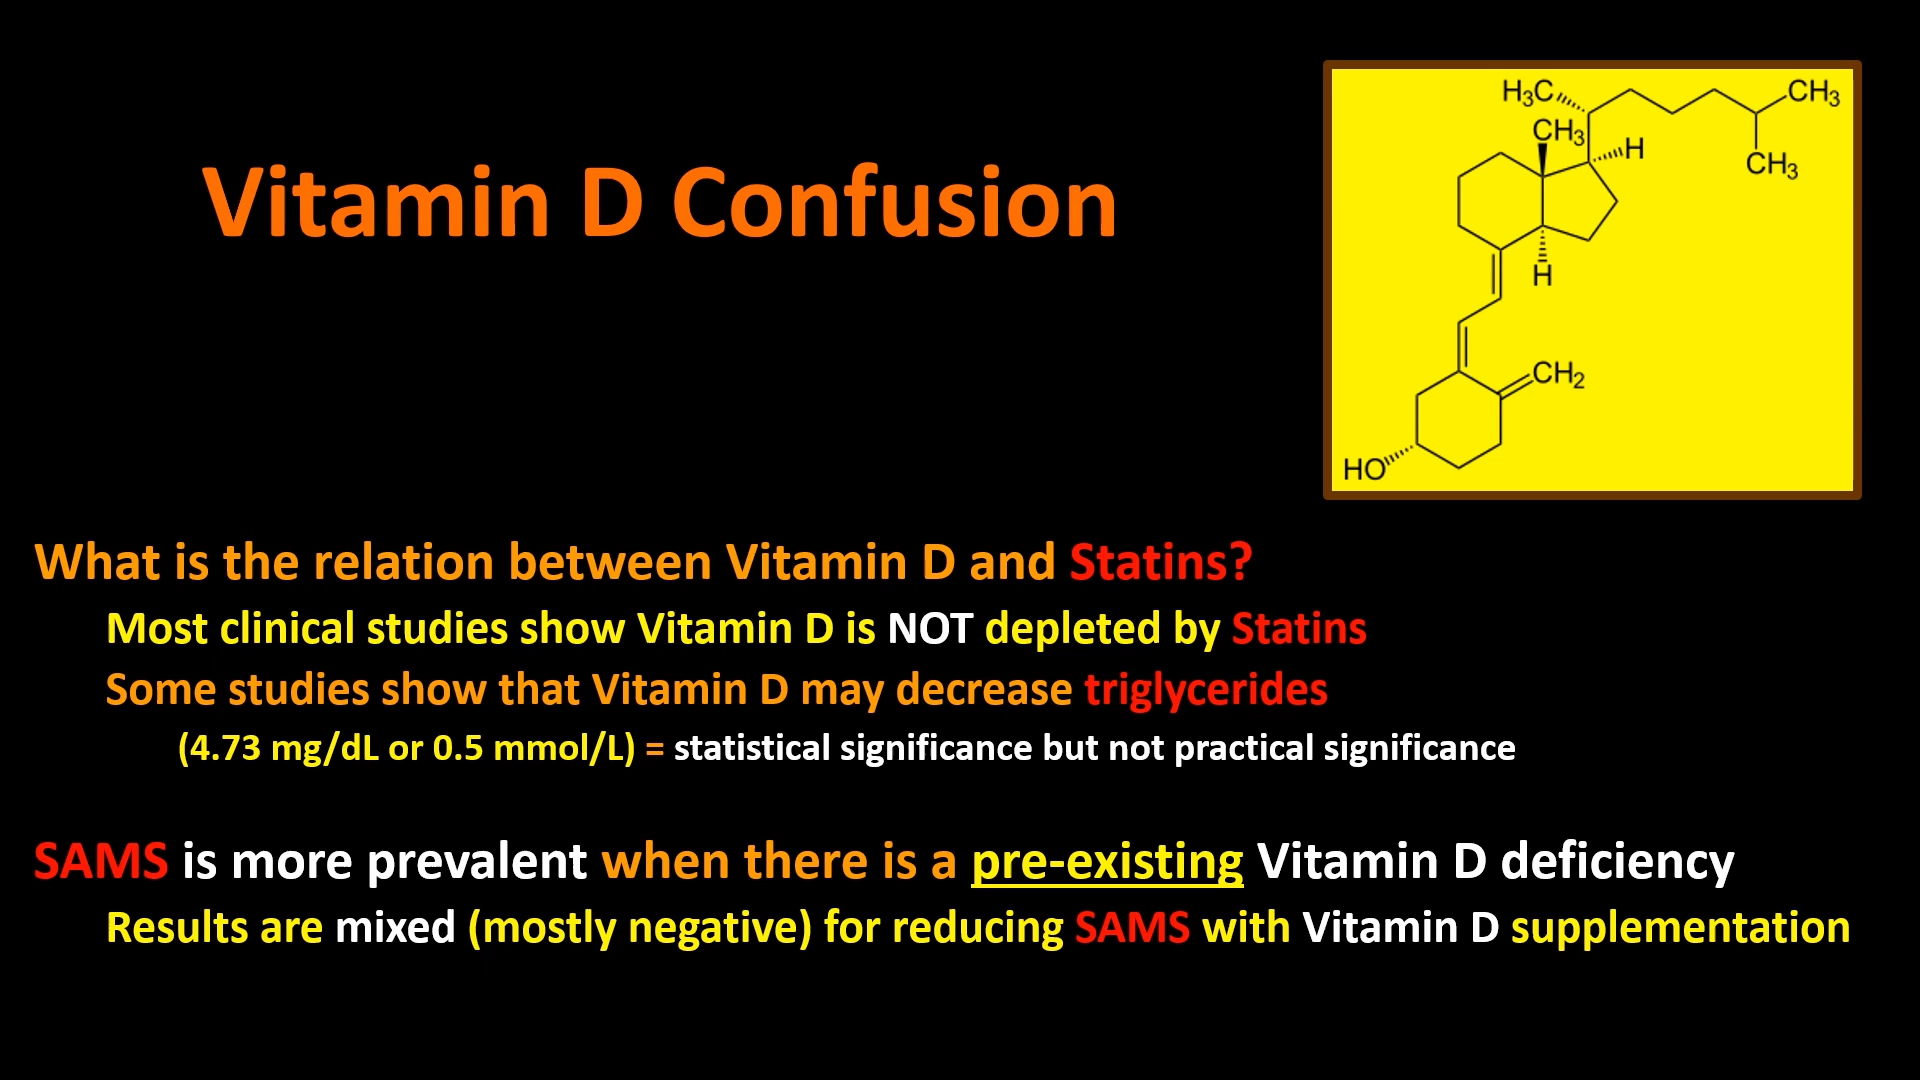 Vitamin D Confusion
H3C
CH3
CH3
H
CH3
H
CH2
HO
What is the relation between Vitamin D and Statins?
Most clinical studies show Vitamin D is NOT depleted by Statins
Some studies show that Vitamin D may decrease triglycerides
(4.73 mg/dL or 0.5 mmol/L) = statistical significance but not practical significance
SAMS is more prevalent when there is a pre-existing Vitamin D deficiency
Results are mixed (mostly negative) for reducing SAMS with Vitamin D supplementation